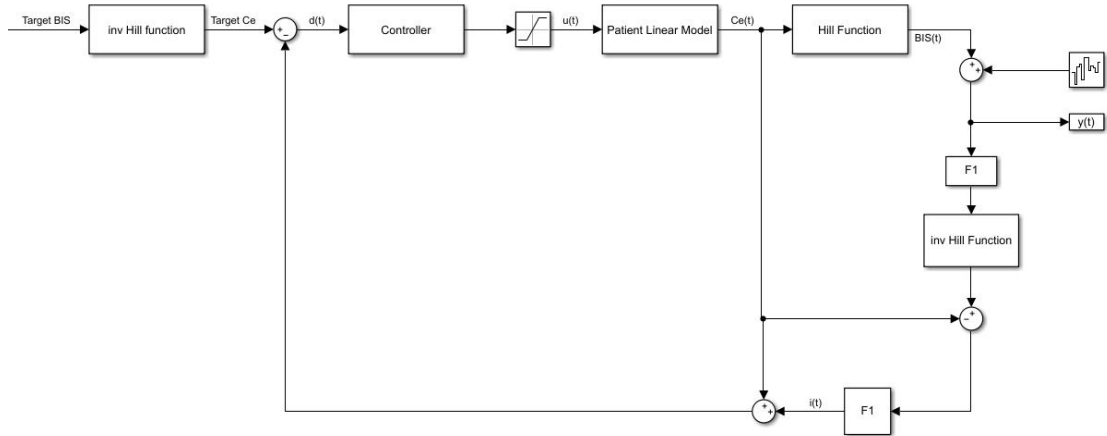 Target BIS
inv Hill function
Target Ce
d(t)
Controller
u(t)
Patient Linear Model
Ce(t)
Hill Function
BIS(t)
y(t)
F1
inv Hill Function
i(t)
F1